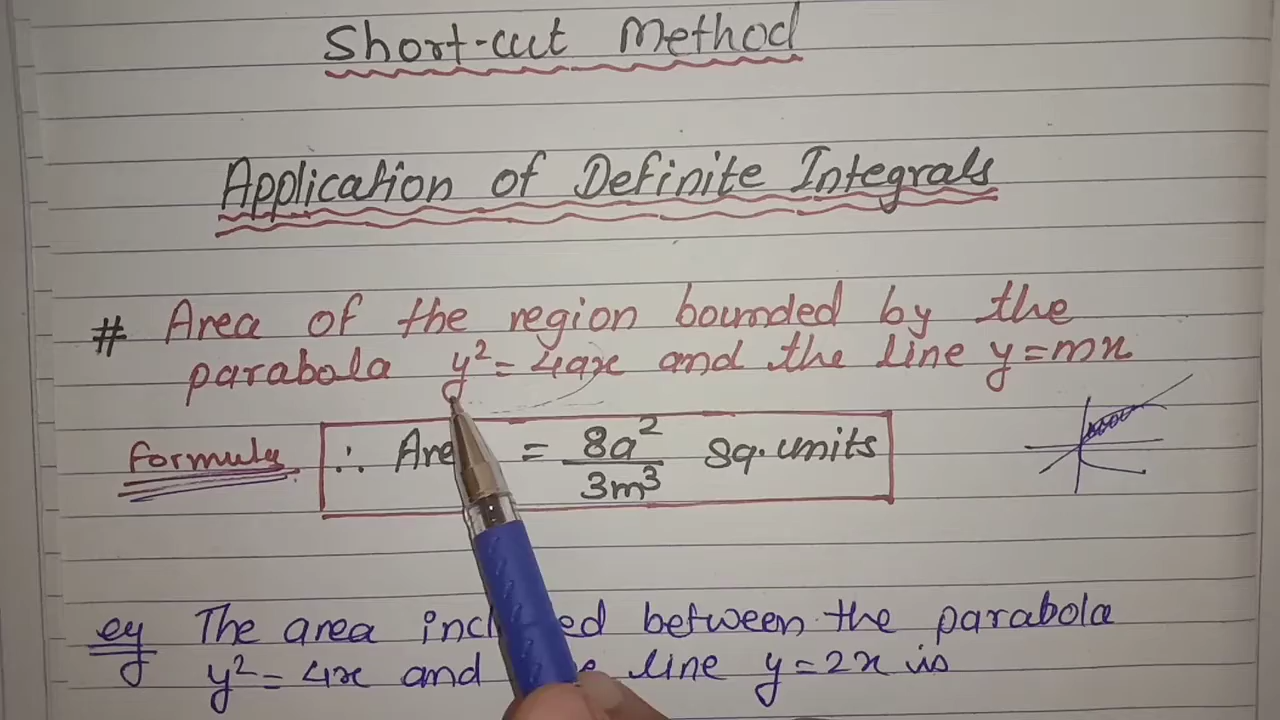 Short-cut Method
Application of Definite Integrals
# Area of the region bounded by the
parabola y² = 4ax and the line y=mx
Formula ∴ Are = 8a²/3m³ sq.units
eg The area inc ed between the parabola
y² = 4x and line y=2x is